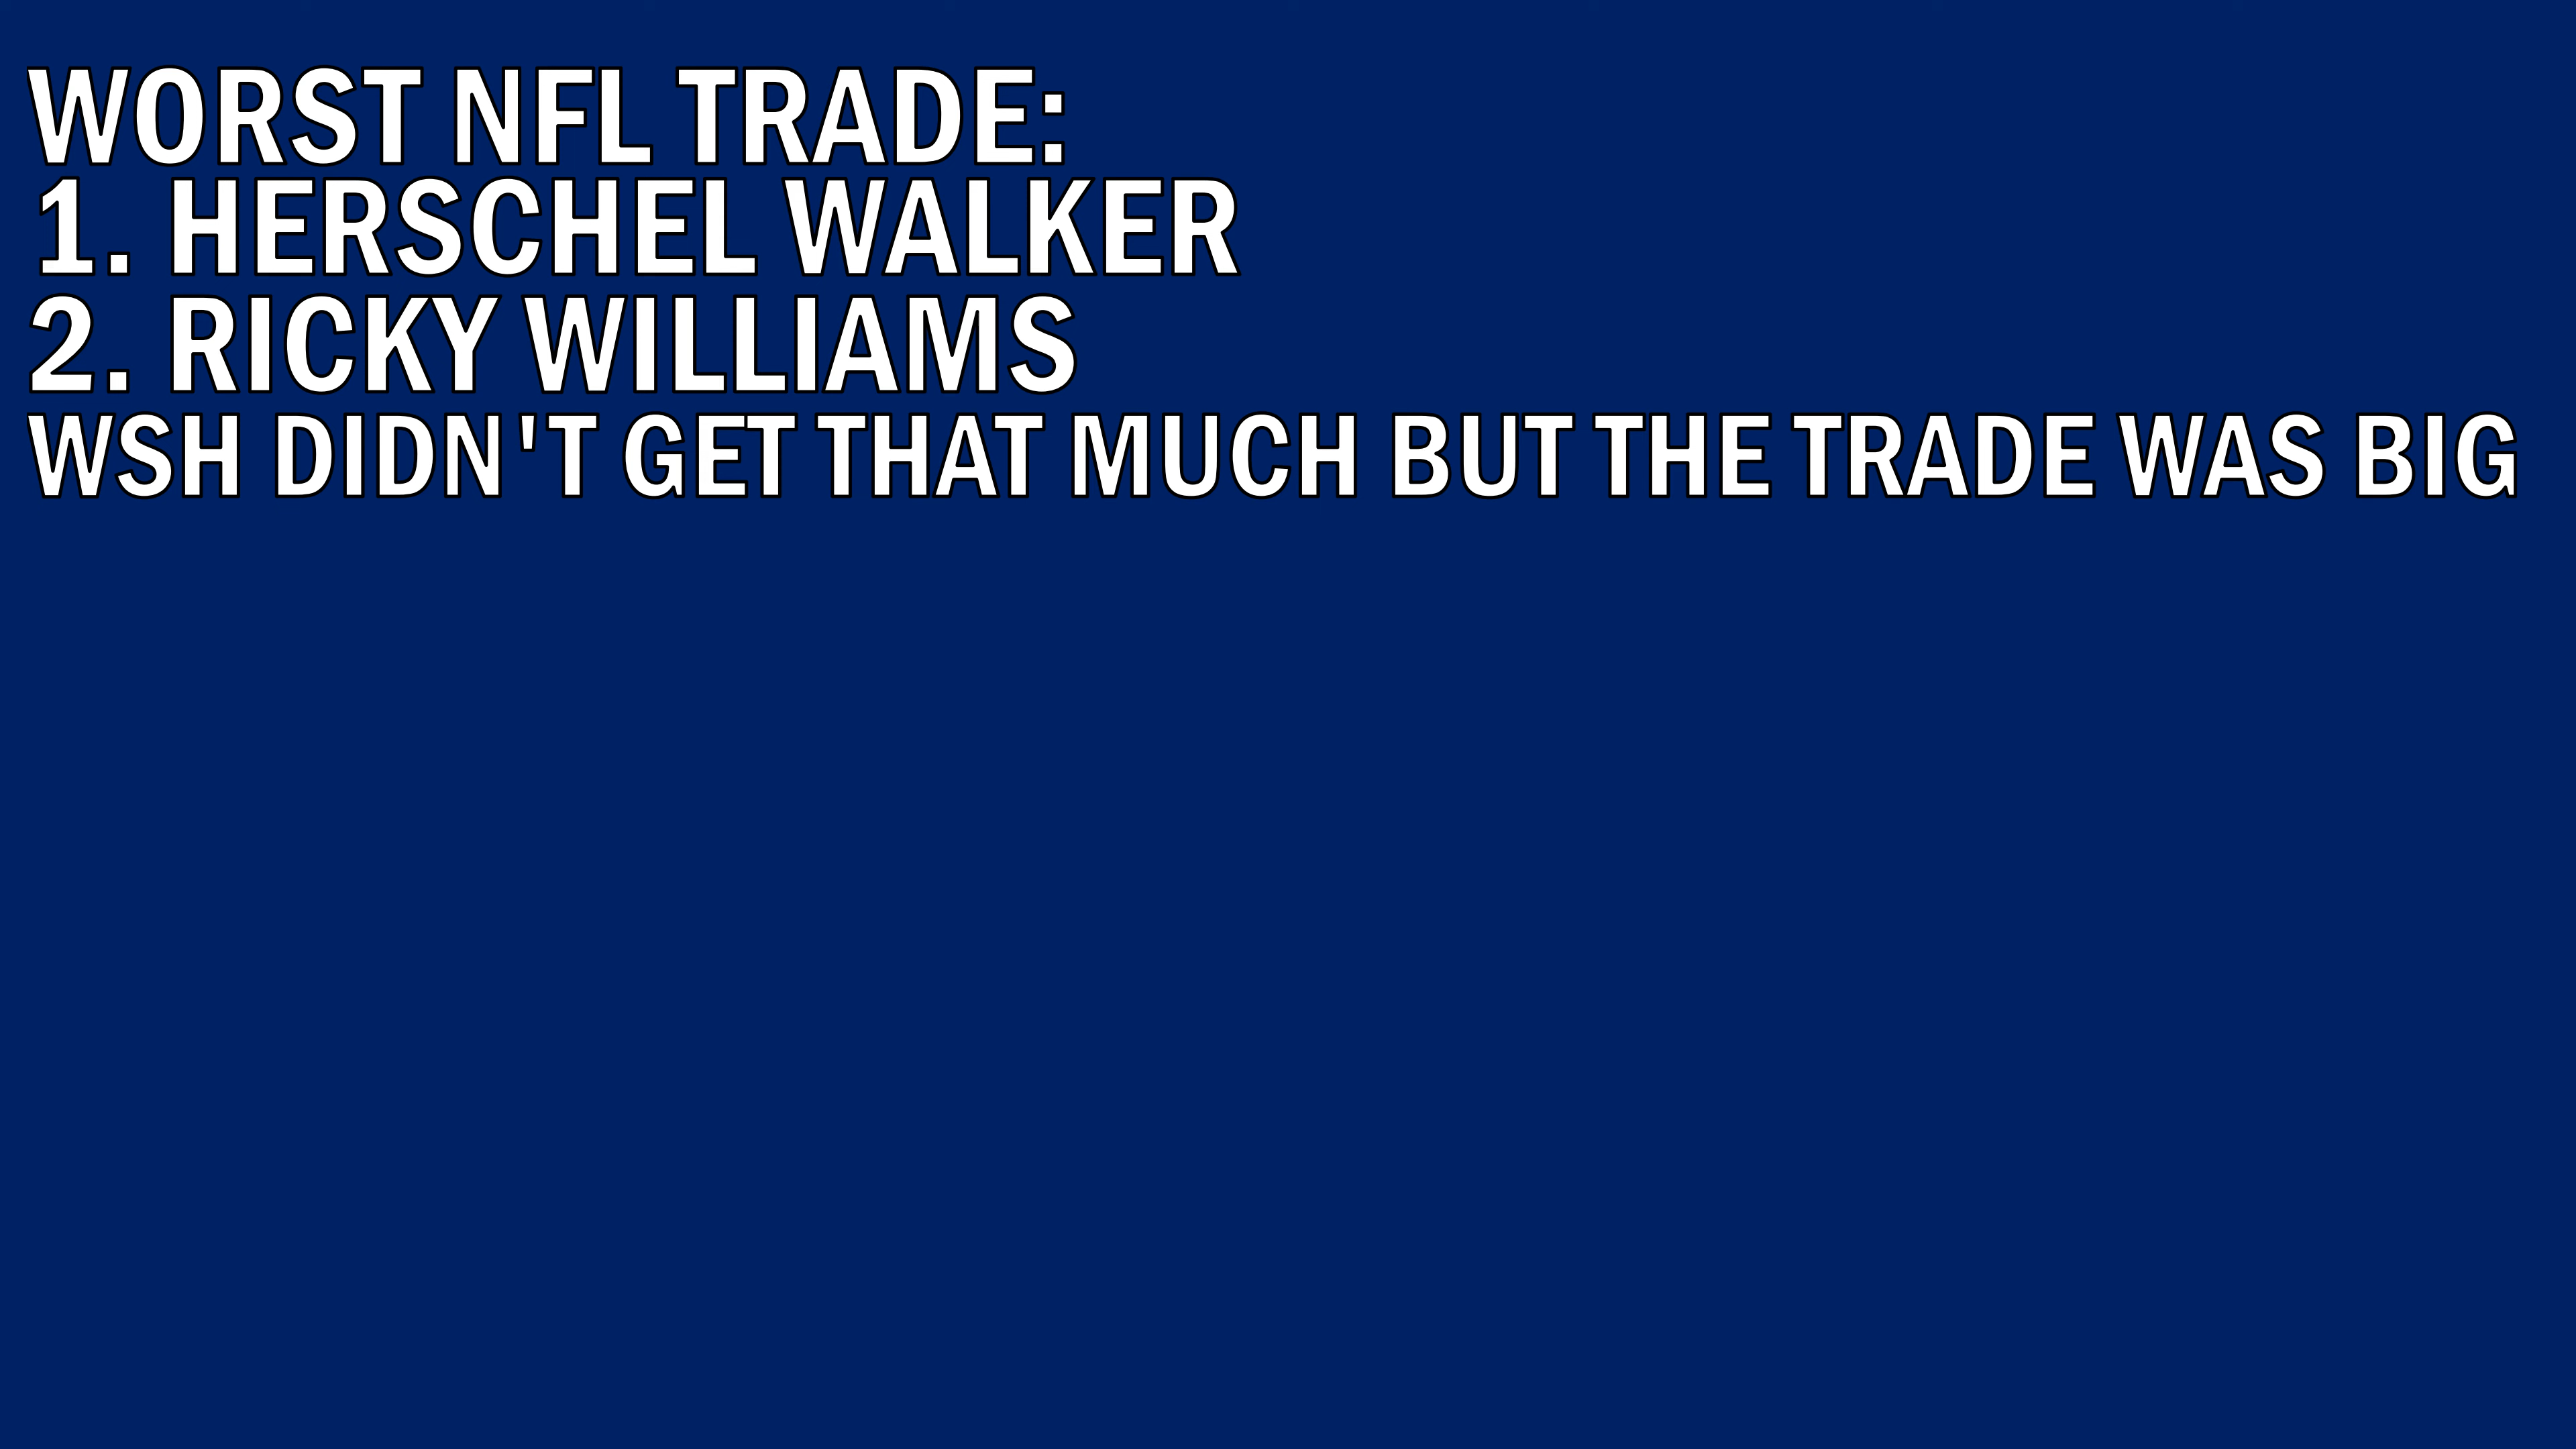 WORST NFL TRADE:
1. HERSCHEL WALKER
2. RICKY WILLIAMS
WSH DIDN'T GET THAT MUCH BUT THE TRADE WAS BIG